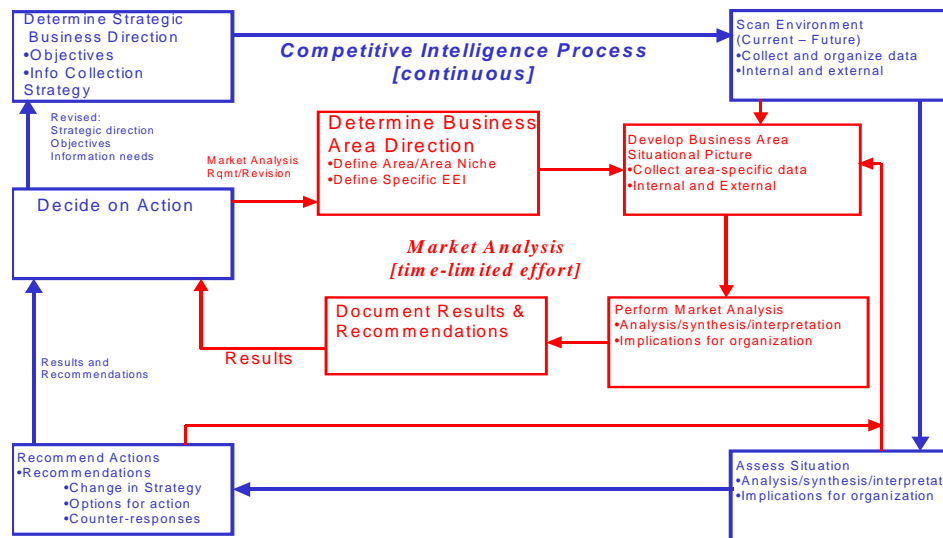 Determine Strategic
Business Direction
•Objectives
•Info Collection
Strategy
Competitive Intelligence Process
[continuous]
Scan Environment
(Current – Future)
•Collect and organize data
•Internal and external
Revised:
Strategic direction
Objectives
Information needs
Market Analysis
Rqmt/Revision
Determine Business
Area Direction
•Define Area/Area Niche
•Define Specific EEI
Develop Business Area
Situational Picture
•Collect area-specific data
•Internal and External
Decide on Action
Market Analysis
[time-limited effort]
Document Results &
Recommendations
Perform Market Analysis
•Analysis/synthesis/interpretation
•Implications for organization
Results
Results and
Recommendations
Recommend Actions
•Recommendations
•Change in Strategy
•Options for action
•Counter-responses
Assess Situation
•Analysis/synthesis/interpretat
•Implications for organization